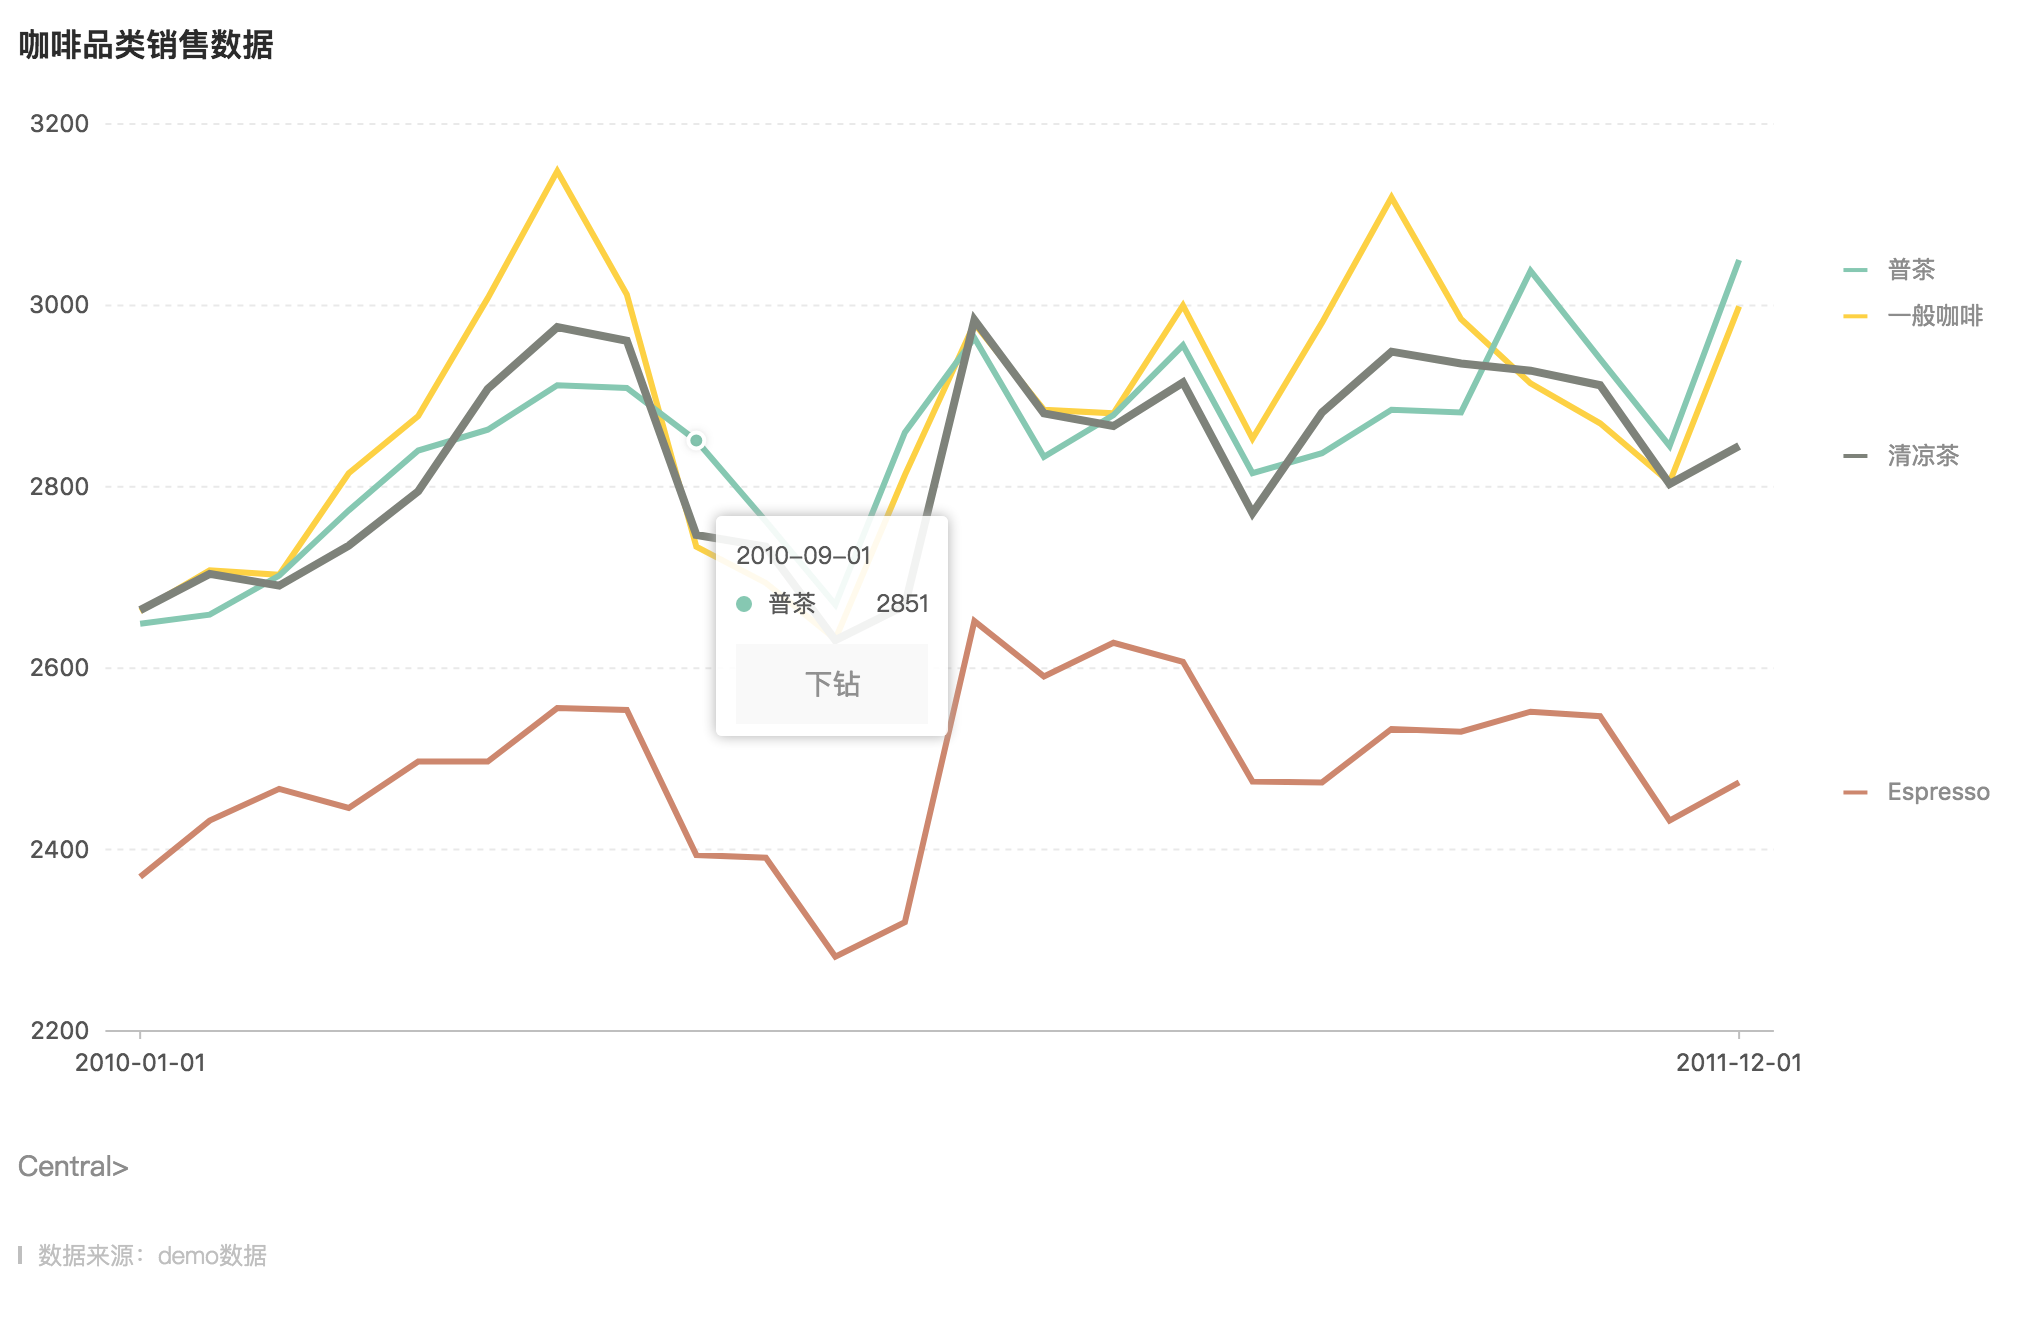 咖啡品类销售数据
3200
3000
2800
2600
2400
2200
2010-01-01
2011-12-01
普茶
一般咖啡
清凉茶
Espresso
2010-09-01
普茶 2851
下钻
Central>
数据来源：demo数据